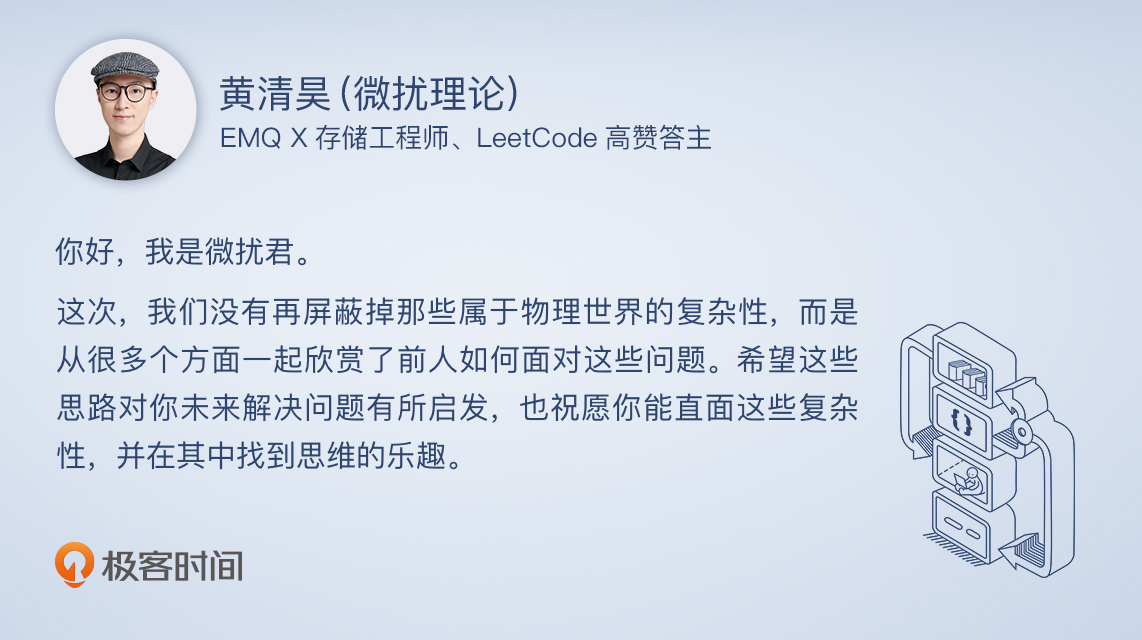 黄清昊(微扰理论)
EMQ X 存储工程师、LeetCode 高赞答主
你好，我是微扰君。
这次，我们没有再屏蔽掉那些属于物理世界的复杂性，而是
从很多个方面一起欣赏了前人如何面对这些问题。希望这些
思路对你未来解决问题有所启发，也祝愿你能直面这些复杂
性，并在其中找到思维的乐趣。
{}
极客时间